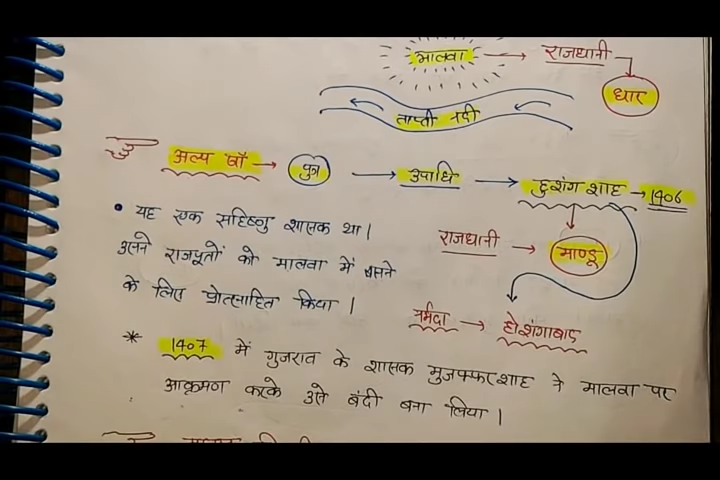 मालवा → राजधानी
धार
ताप्ती नदी
अल्प खाँ → पुत्र → उपाधि → हुशंग शाह → 1406
• यह एक सहिष्णु शासक था।
राजधानी → माण्डू
उसने राजपूतों को मालवा में बसने
के लिए प्रोत्साहित किया।
नर्मदा → होशंगाबाद
* 1407 में गुजरात के शासक मुजफ्फरशाह ने मालवा पर
आक्रमण करके उसे बंदी बना लिया।